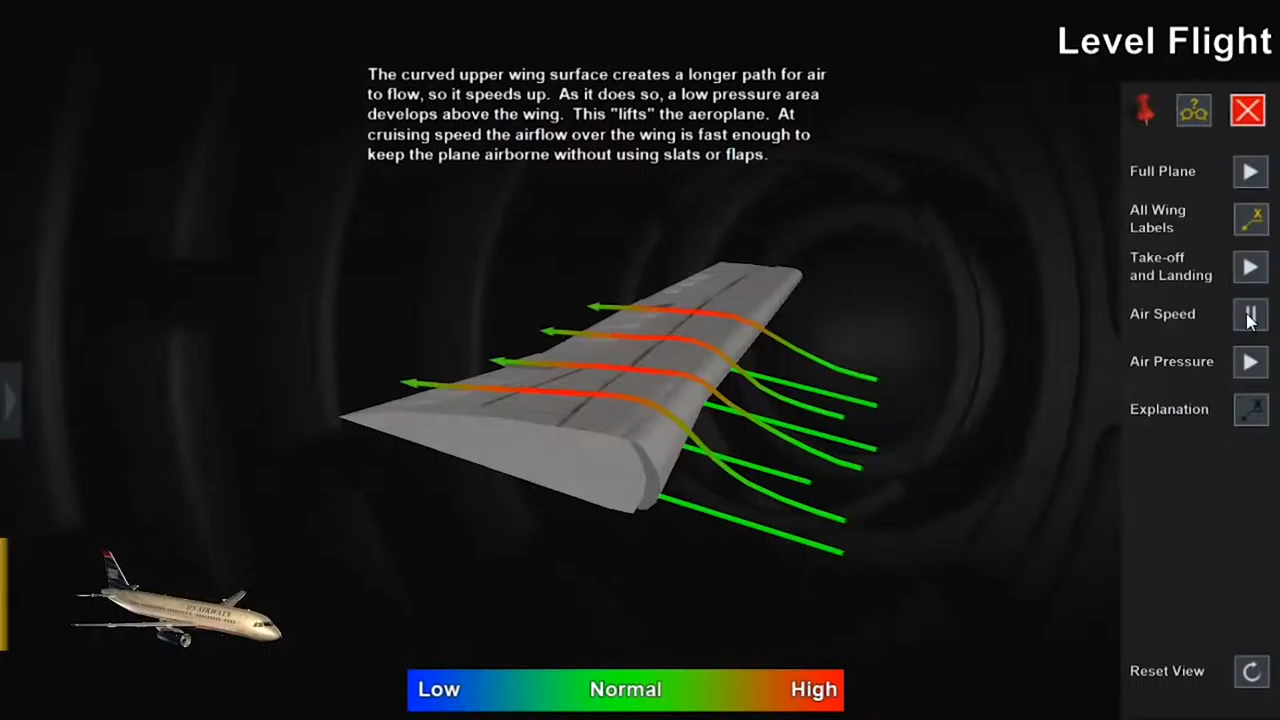 Level Flight
The curved upper wing surface creates a longer path for air
to flow, so it speeds up. As it does so, a low pressure area
develops above the wing. This "lifts" the aeroplane. At
cruising speed the airflow over the wing is fast enough to
keep the plane airborne without using slats or flaps.
Full Plane
All Wing
Labels
Take-off
and Landing
Air Speed
Air Pressure
Explanation
U.S AIRWAYS
Reset View
Low Normal High